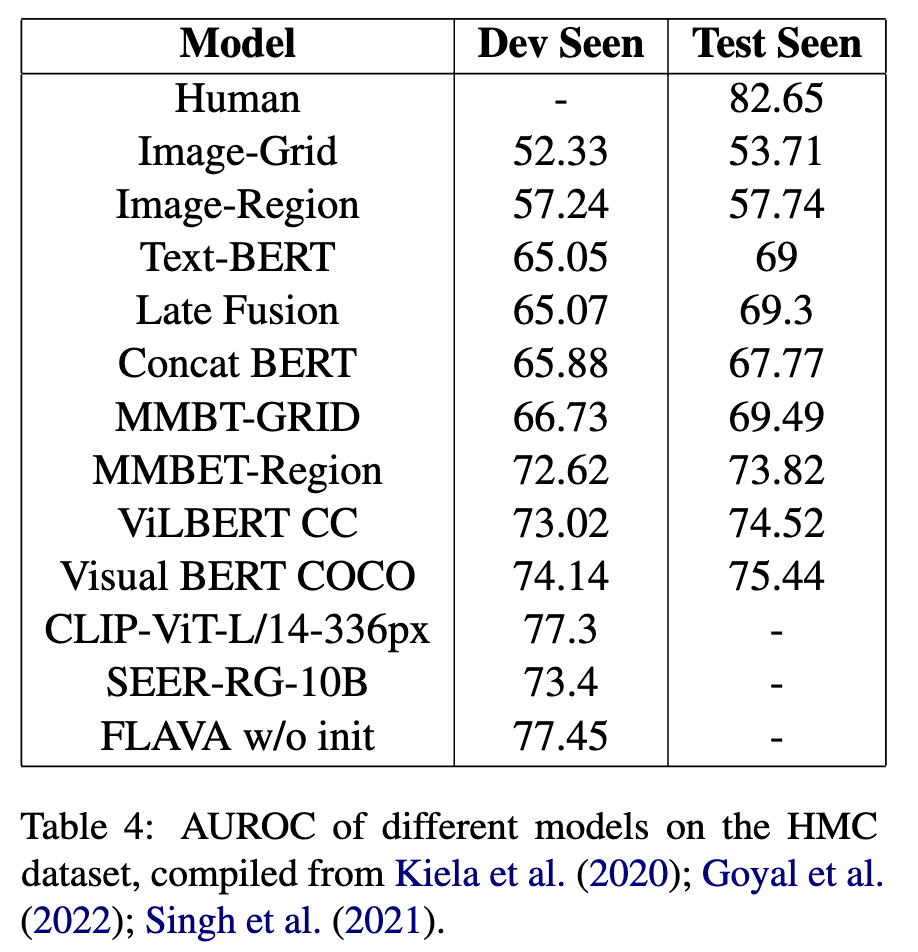 Model Dev Seen Test Seen
Human - 82.65
Image-Grid 52.33 53.71
Image-Region 57.24 57.74
Text-BERT 65.05 69
Late Fusion 65.07 69.3
Concat BERT 65.88 67.77
MMBT-GRID 66.73 69.49
MMBET-Region 72.62 73.82
ViLBERT CC 73.02 74.52
Visual BERT COCO 74.14 75.44
CLIP-ViT-L/14-336px 77.3 -
SEER-RG-10B 73.4 -
FLAVA w/o init 77.45 -
Table 4: AUROC of different models on the HMC
dataset, compiled from Kiela et al. (2020); Goyal et al.
(2022); Singh et al. (2021).